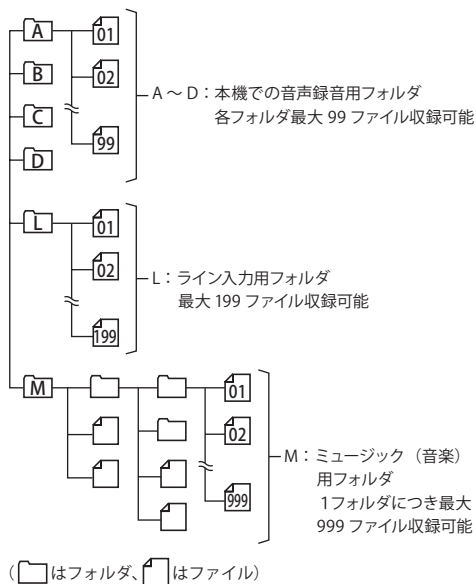 A
01
B
02
C
99
D
A～D：本機での音声録音用フォルダ
各フォルダ最大 99 ファイル収録可能
L
01
02
199
L：ライン入力用フォルダ
最大 199 ファイル収録可能
M
01
02
999
M：ミュージック（音楽）
用フォルダ
1フォルダにつき最大
999 ファイル収録可能
（はフォルダ、はファイル）